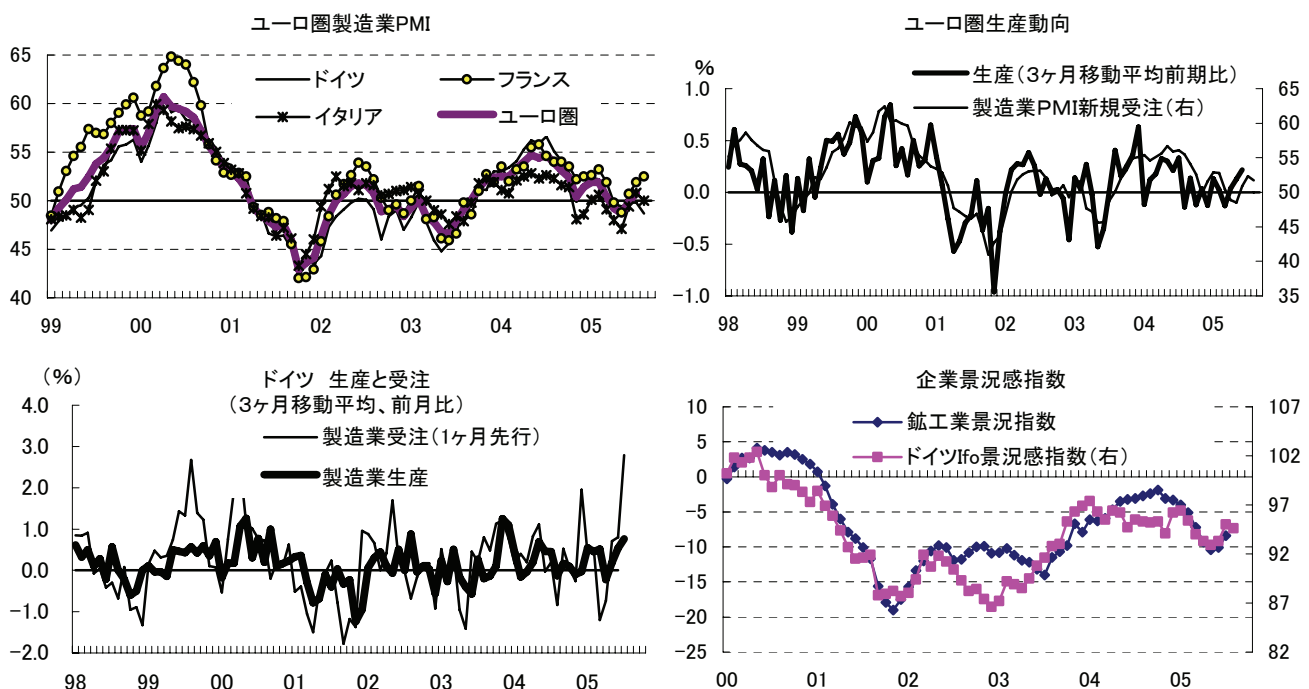 ユーロ圏製造業PMI
65
60
55
50
45
40
ドイツ
フランス
イタリア
ユーロ圏
99 00 01 02 03 04 05
ユーロ圏生産動向
%
1.0
0.5
0.0
−0.5
−1.0
生産(3ヶ月移動平均前期比)
製造業PMI新規受注(右)
65
60
55
50
45
40
35
98 99 00 01 02 03 04 05
(%)
ドイツ 生産と受注
(3ヶ月移動平均、前月比)
4.0
3.0
2.0
1.0
0.0
−1.0
−2.0
製造業受注(1ヶ月先行)
製造業生産
98 99 00 01 02 03 04 05
企業景況感指数
10
5
0
−5
−10
−15
−20
−25
鉱工業景況指数
ドイツIfo景況感指数(右)
107
102
97
92
87
82
00 01 02 03 04 05